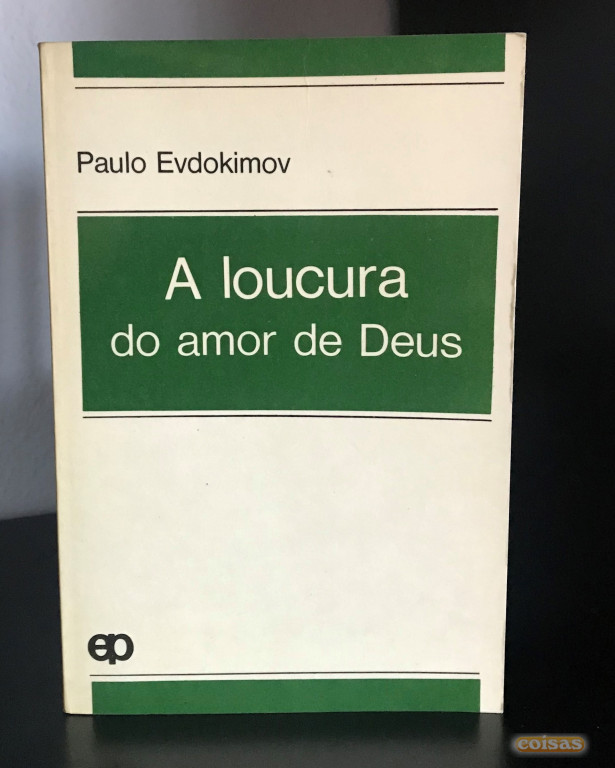 Paulo Evdokimov
A loucura
do amor de Deus
ep
coisas